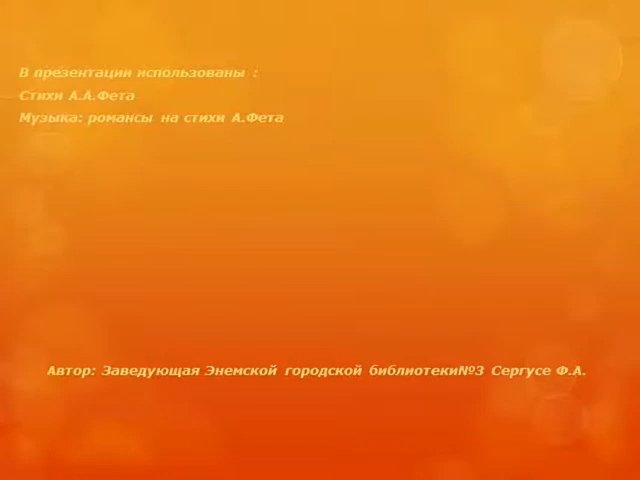 В презентации использованы :
Стихи А.А.Фета
Музыка: романсы на стихи А.Фета
Автор: Заведующая Энемской городской библиотеки№3 Сергусе Ф.А.